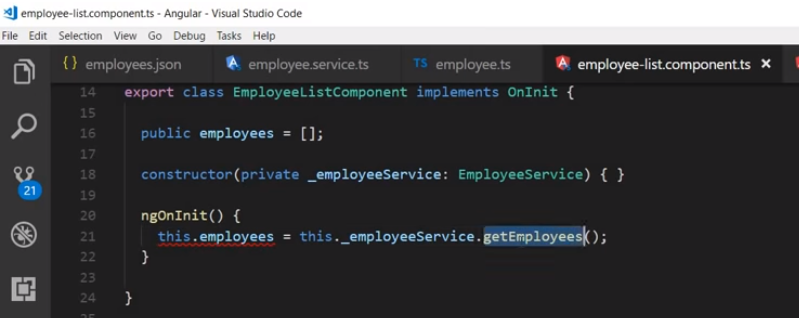 employee-list.component.ts - Angular - Visual Studio Code
File Edit Selection View Go Debug Tasks Help
{} employees.json employee.service.ts TS employee.ts employee-list.component.ts ×
14 export class EmployeeListComponent implements OnInit {
15
16 public employees = [];
17
18 constructor(private _employeeService: EmployeeService) { }
19
20 ngOnInit() {
21 this.employees = this._employeeService.getEmployees();
22 }
23
24 }
25
21